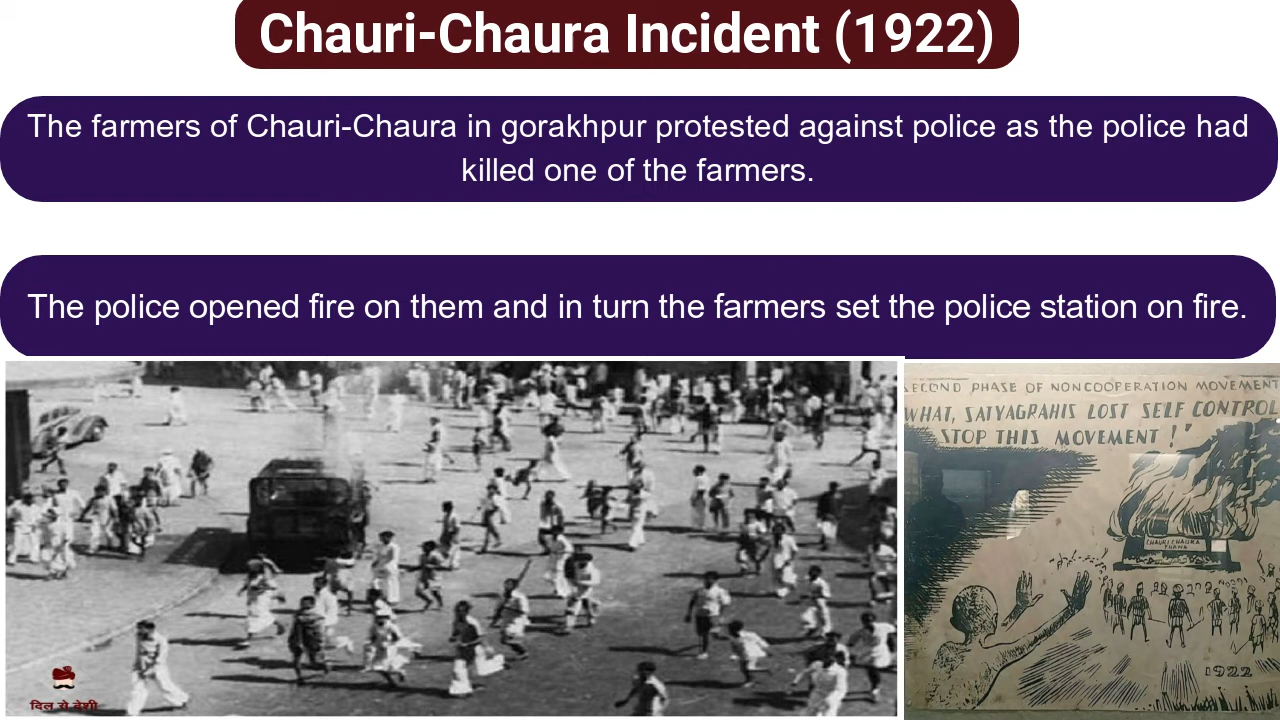 Chauri-Chaura Incident (1922)
The farmers of Chauri-Chaura in gorakhpur protested against police as the police had
killed one of the farmers.
The police opened fire on them and in turn the farmers set the police station on fire.
ECOND PHASE OF NONCOÖPERATION MOVEMENT
WHAT, SATYAGRAHIS LOST SELF CONTROL
STOP THIS MOVEMENT !'
CHAURI CHAURA
THANA
1922
दिल से देशी